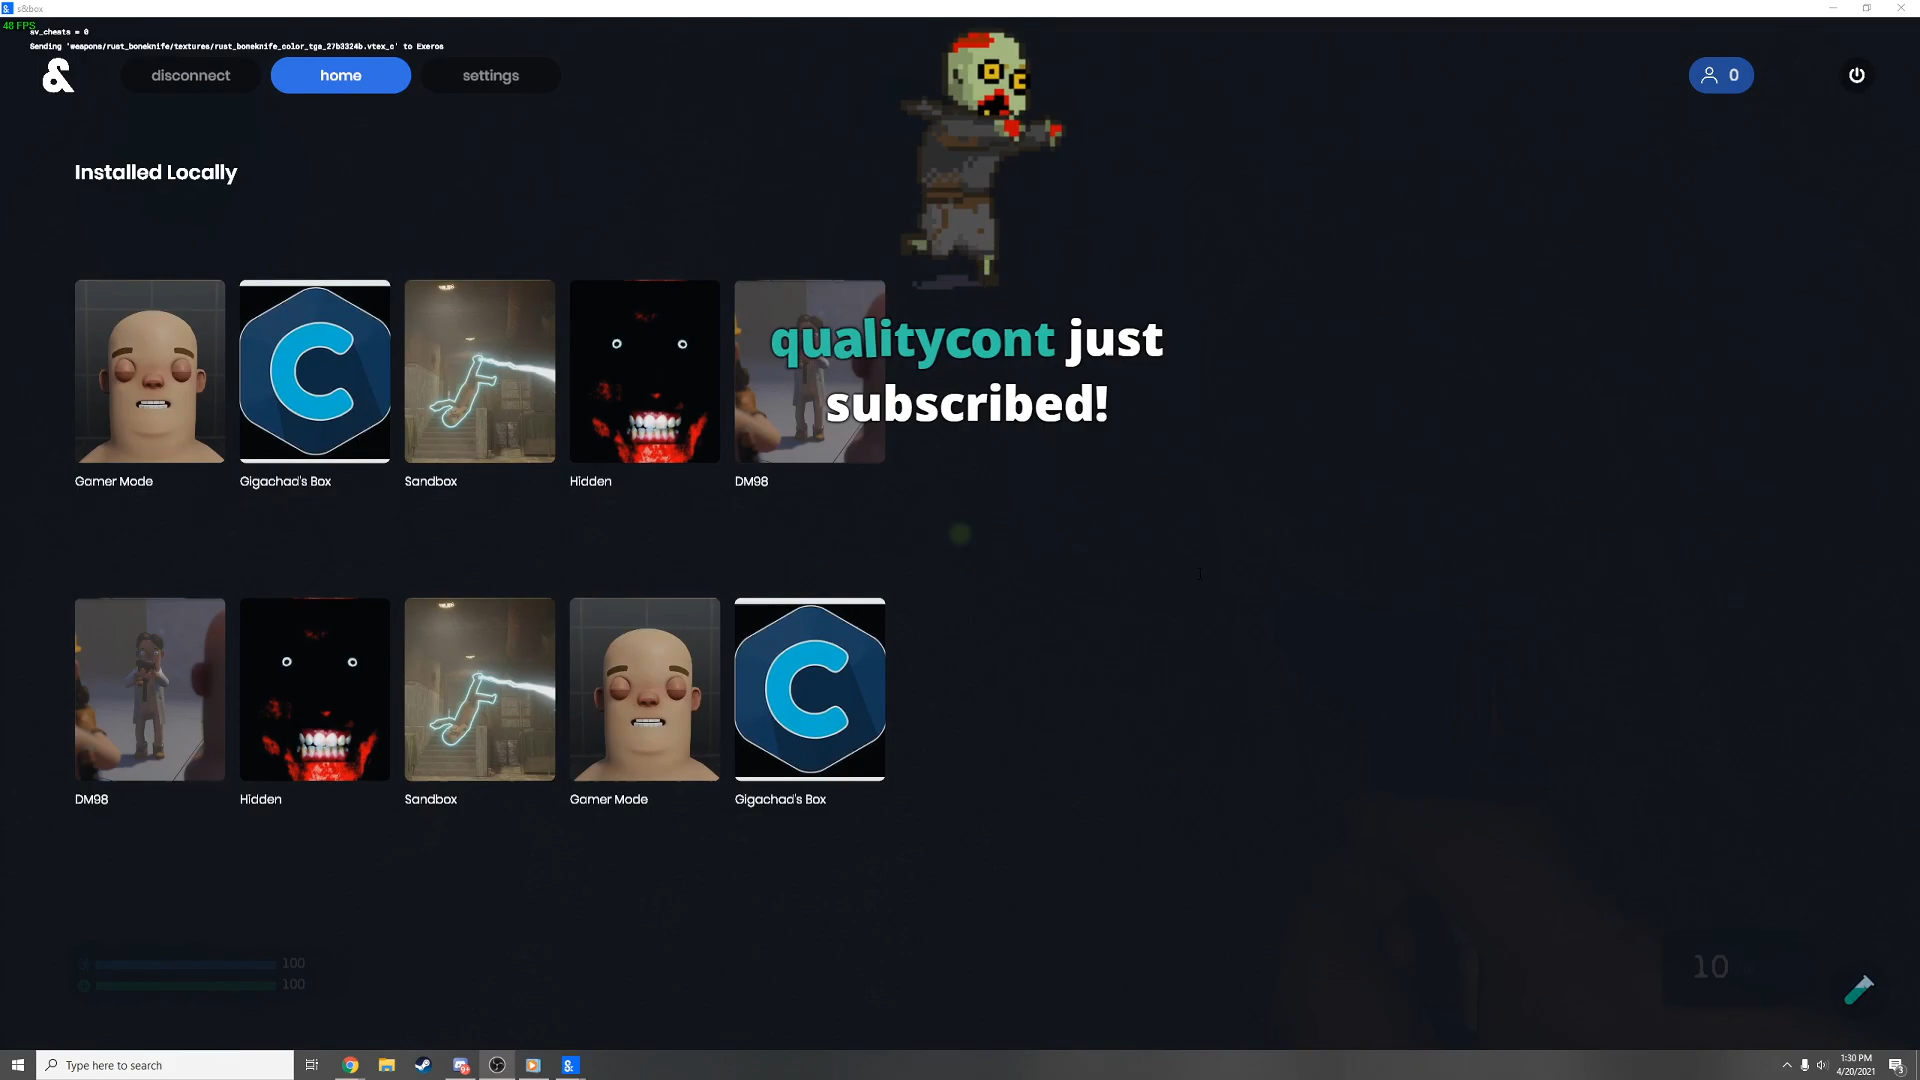 s&box
48 FPS
sv_cheats = 0
Sending 'weapons/rust_boneknife/textures/rust_boneknife_color_tga_27b3324b.vtex_c' to Exeros
&
disconnect
home
settings
0
Installed Locally
qualitycont just
subscribed!
Gamer Mode
Gigachad's Box
Sandbox
Hidden
DM98
DM98
Hidden
Sandbox
Gamer Mode
Gigachad's Box
100
100
10
Type here to search
9+
&
1:30 PM
4/20/2021
3